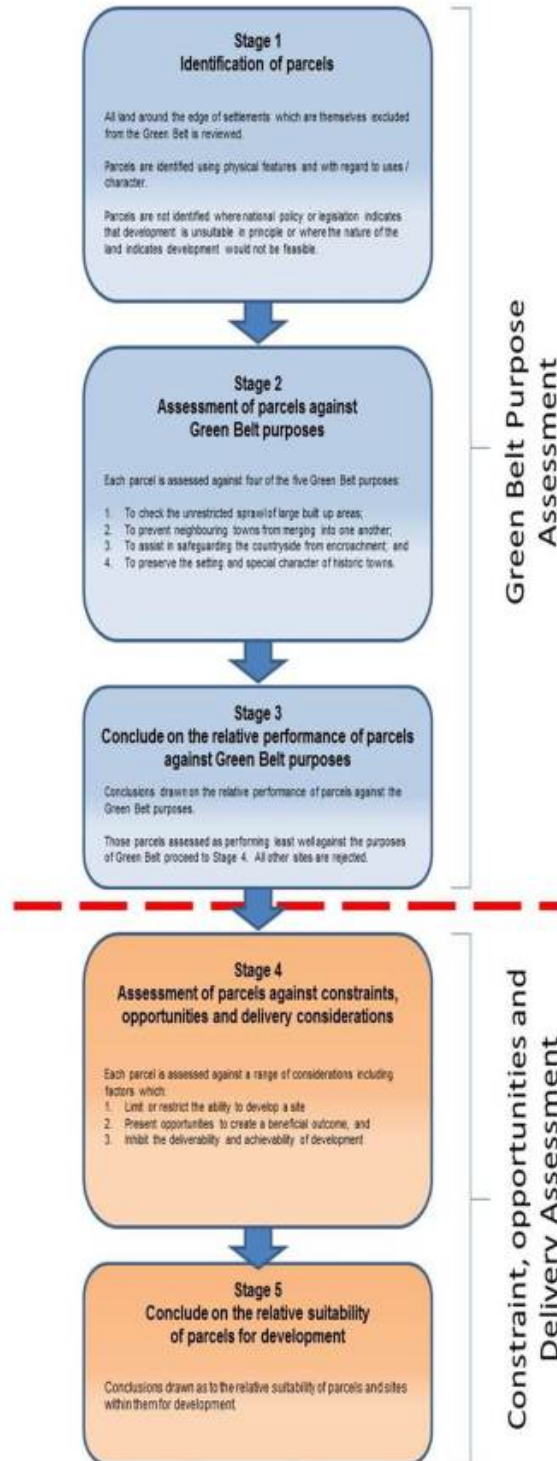 Stage 1
Identification of parcels
All land around the edge of settlements which are themselves excluded
from the Green Belt is reviewed.
Parcels are identified using physical features and with regard to uses /
character.
Parcels are not identified where national policy or legislation indicates
that development is unsuitable in principle or where the nature of the
land indicates development would not be feasible.
Stage 2
Assessment of parcels against
Green Belt purposes
Each parcel is assessed against four of the five Green Belt purposes:
1. To check the unrestricted sprawl of large built up areas;
2. To prevent neighbouring towns from merging into one another;
3. To assist in safeguarding the countryside from encroachment; and
4. To preserve the setting and special character of historic towns.
Stage 3
Conclude on the relative performance of parcels
against Green Belt purposes
Conclusions drawn on the relative performance of parcels against the
Green Belt purposes.
Those parcels assessed as performing least well against the purposes
of Green Belt proceed to Stage 4. All other sites are rejected.
Green Belt Purpose
Assessment
Stage 4
Assessment of parcels against constraints,
opportunities and delivery considerations
Each parcel is assessed against a range of considerations including
factors which:
1. Limit or restrict the ability to develop a site
2. Present opportunities to create a beneficial outcome, and
3. Inhibit the deliverability and achievability of development
Stage 5
Conclude on the relative suitability
of parcels for development
Conclusions drawn as to the relative suitability of parcels and sites
within them for development.
Constraint, opportunities and
Delivery Assessment